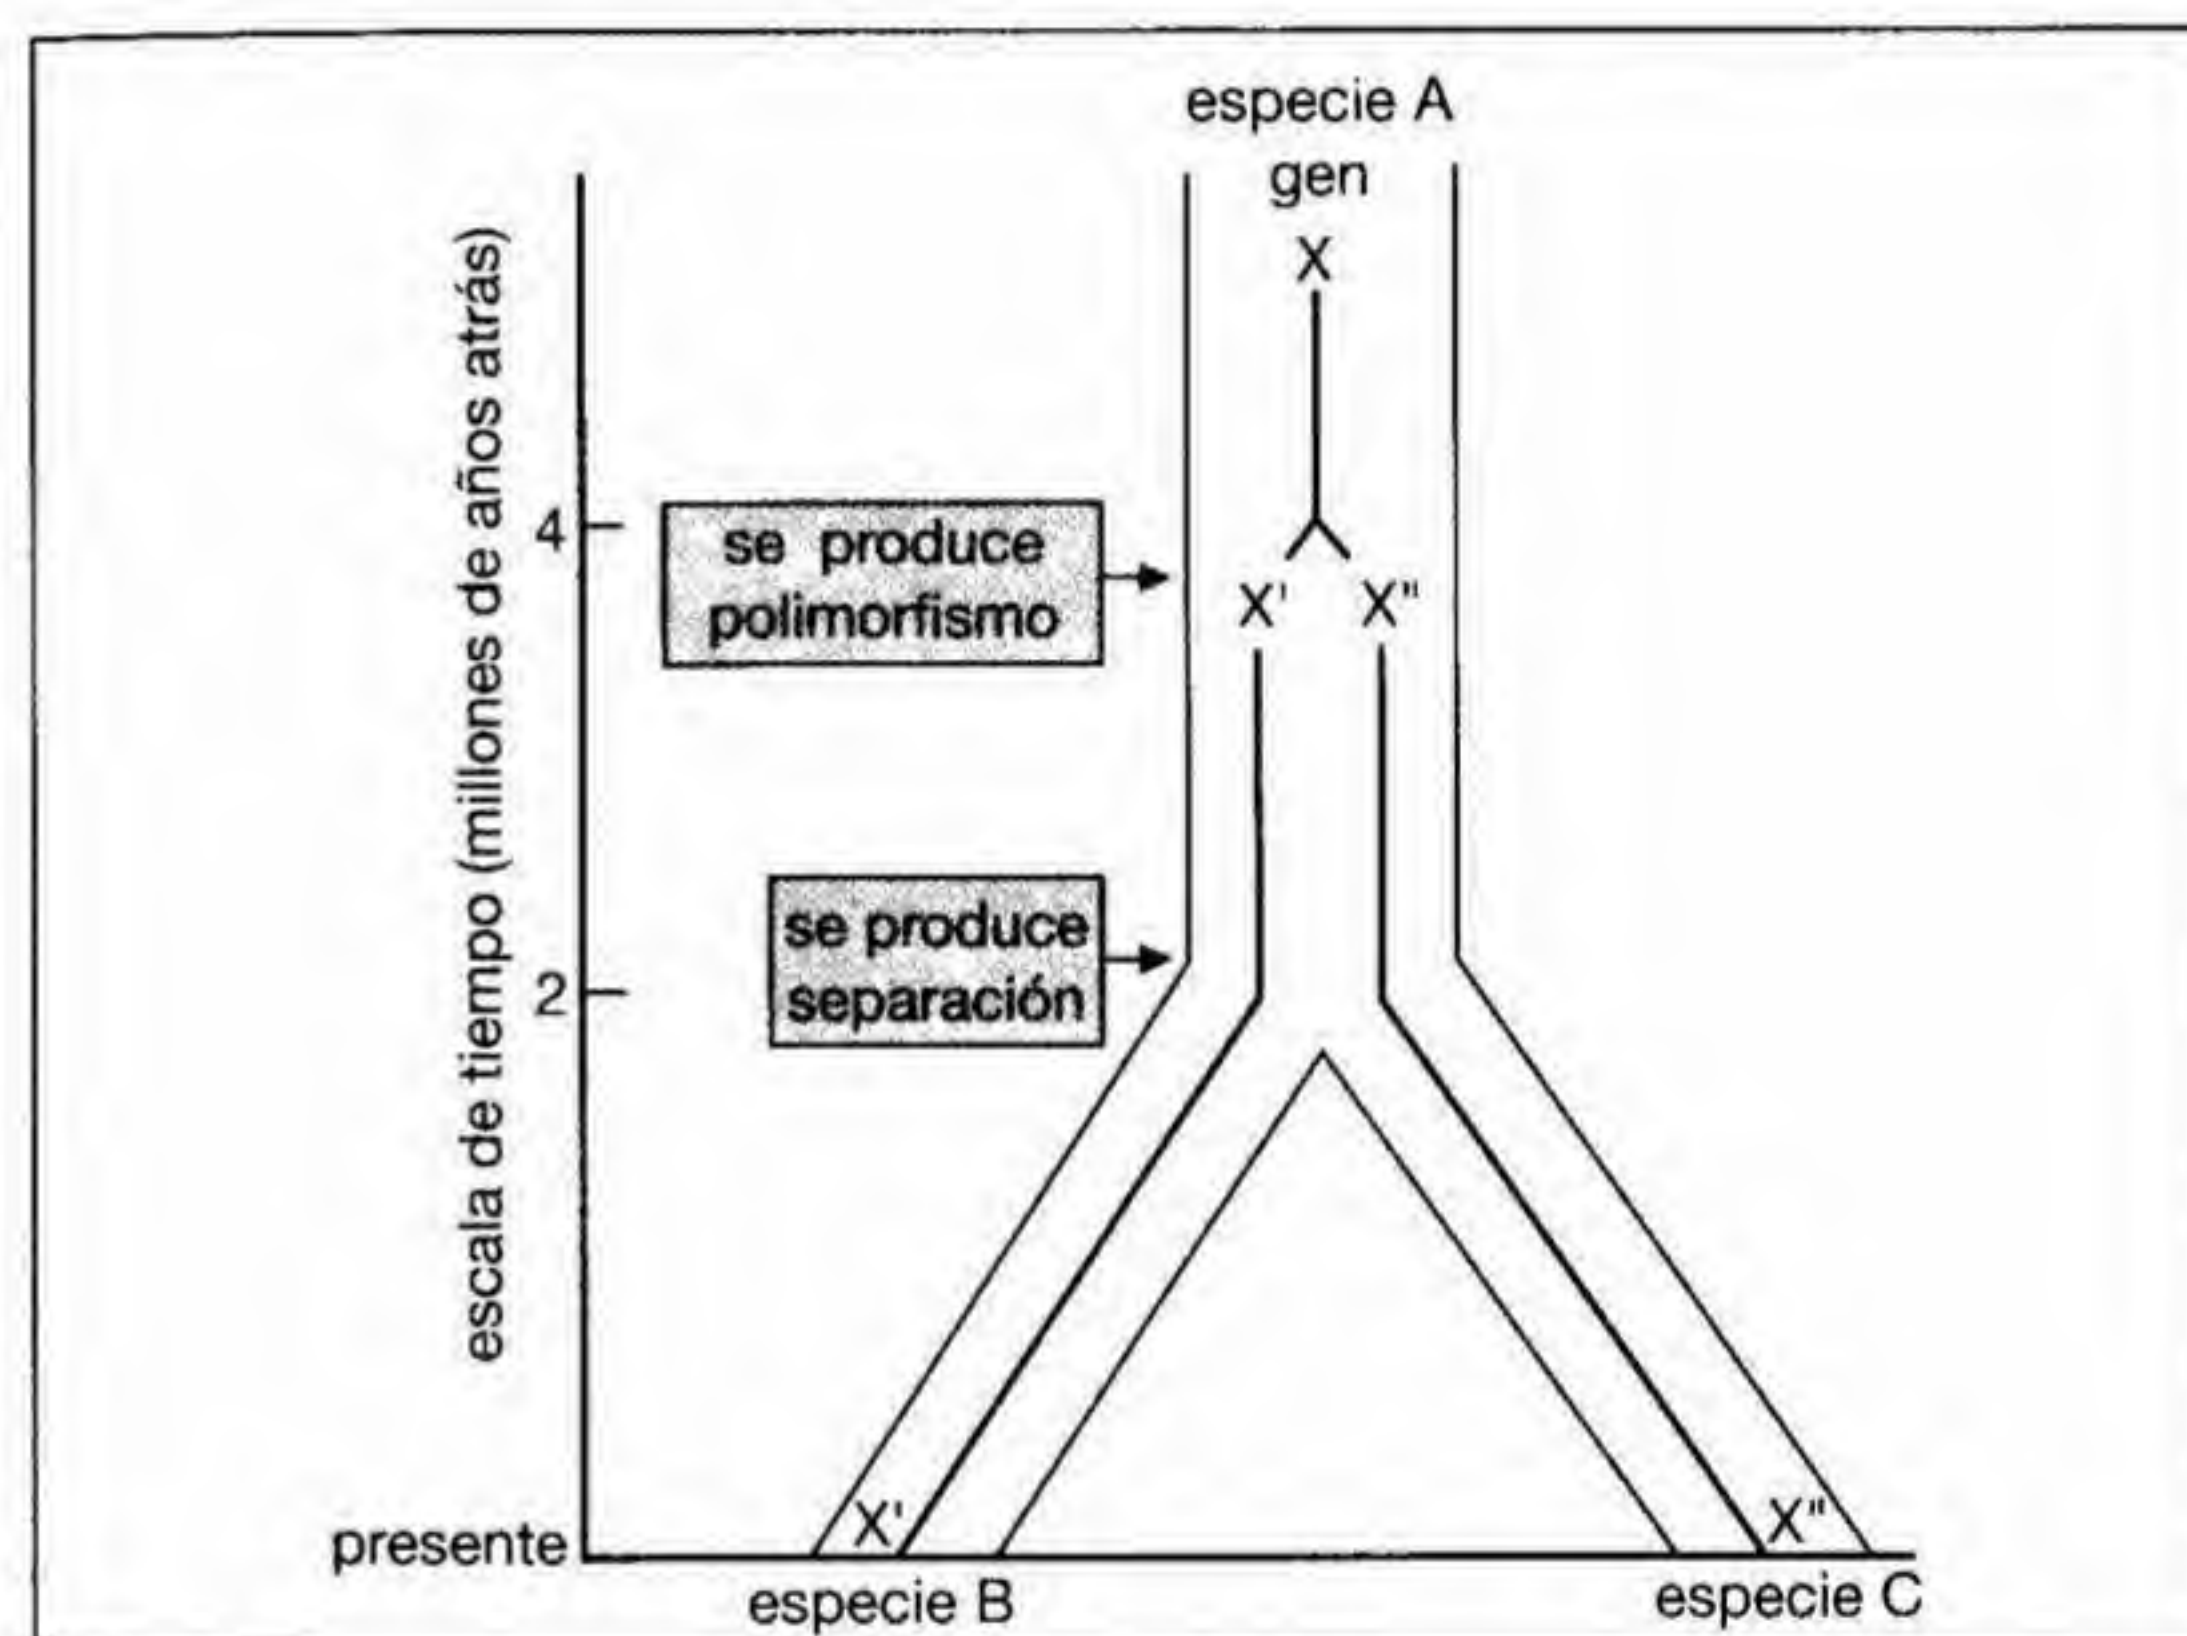 especie A
gen
X
escala de tiempo (millones de años atrás)
4
se produce
polimorfismo
X' X"
se produce
separación
2
X' X"
presente
especie B especie C